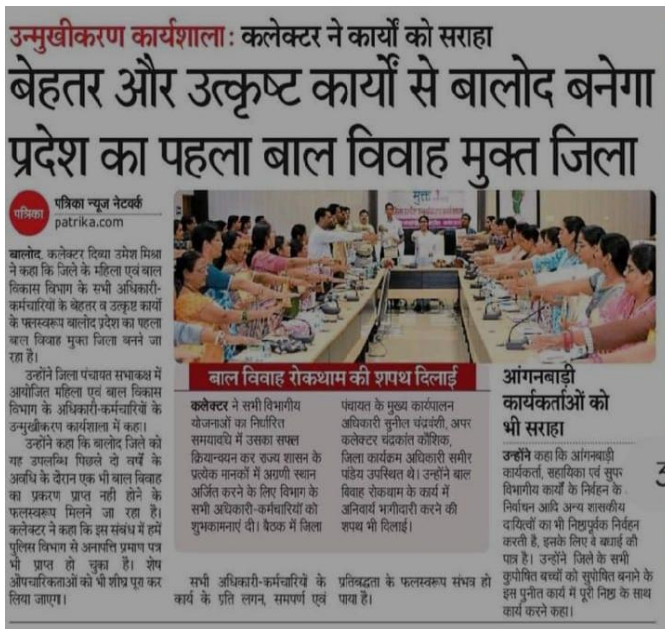 उन्मुखीकरण कार्यशाला: कलेक्टर ने कार्यों को सराहा
बेहतर और उत्कृष्ट कार्यों से बालोद बनेगा
प्रदेश का पहला बाल विवाह मुक्त जिला
पत्रिका
पत्रिका न्यूज नेटवर्क
patrika.com
बालोद. कलेक्टर दिव्या उमेश मिश्रा
ने कहा कि जिले के महिला एवं बाल
विकास विभाग के सभी अधिकारी-
कर्मचारियों के बेहतर व उत्कृष्ट कार्यों
के फलस्वरूप बालोद प्रदेश का पहला
बाल विवाह मुक्त जिला बनने जा
रहा है।
उन्होंने जिला पंचायत सभाकक्ष में
आयोजित महिला एवं बाल विकास
विभाग के अधिकारी-कर्मचारियों के
उन्मुखीकरण कार्यशाला में कहा।
उन्होंने कहा कि बालोद जिले को
यह उपलब्धि पिछले दो वर्षों के
अवधि के दौरान एक भी बाल विवाह
का प्रकरण प्राप्त नही होने के
फलस्वरूप मिलने जा रहा है।
कलेक्टर ने कहा कि इस संबंध में हमें
पुलिस विभाग से अनापत्ति प्रमाण पत्र
भी प्राप्त हो चुका है। शेष
औपचारिकताओं को भी शीघ्र पूरा कर
लिया जाएगा।
मुक्त
बाल विवाह रोकथाम की शपथ दिलाई
कलेक्टर ने सभी विभागीय
योजनाओं का निर्धारित
समयावधि में उसका सफल
क्रियान्वयन कर राज्य शासन के
प्रत्येक मानकों में अग्रणी स्थान
अर्जित करने के लिए विभाग के
सभी अधिकारी-कर्मचारियों को
शुभकामनाएं दी। बैठक में जिला
पंचायत के मुख्य कार्यपालन
अधिकारी सुनील चंद्रवंशी, अपर
कलेक्टर चंद्रकांत कौशिक,
जिला कार्यक्रम अधिकारी समीर
पांडेय उपस्थित थे। उन्होंने बाल
विवाह रोकथाम के कार्य में
अनिवार्य भागीदारी करने की
शपथ भी दिलाई।
सभी अधिकारी-कर्मचारियों के
कार्य के प्रति लगन, समर्पण एवं
प्रतिबद्धता के फलस्वरूप संभव हो
पाया है।
आंगनबाड़ी
कार्यकर्ताओं को
भी सराहा
उन्होंने कहा कि आंगनबाड़ी
कार्यकर्ता, सहायिका एवं सुपर
विभागीय कार्यों के निर्वहन के
निर्वाचन आदि अन्य शासकीय
दायित्वों का भी निष्ठापूर्वक निर्वहन
करती है, इसके लिए वे बधाई की
पात्र है। उन्होंने जिले के सभी
कुपोषित बच्चों को सुपोषित बनाने के
इस पुनीत कार्य में पूरी निष्ठा के साथ
कार्य करने कहा।